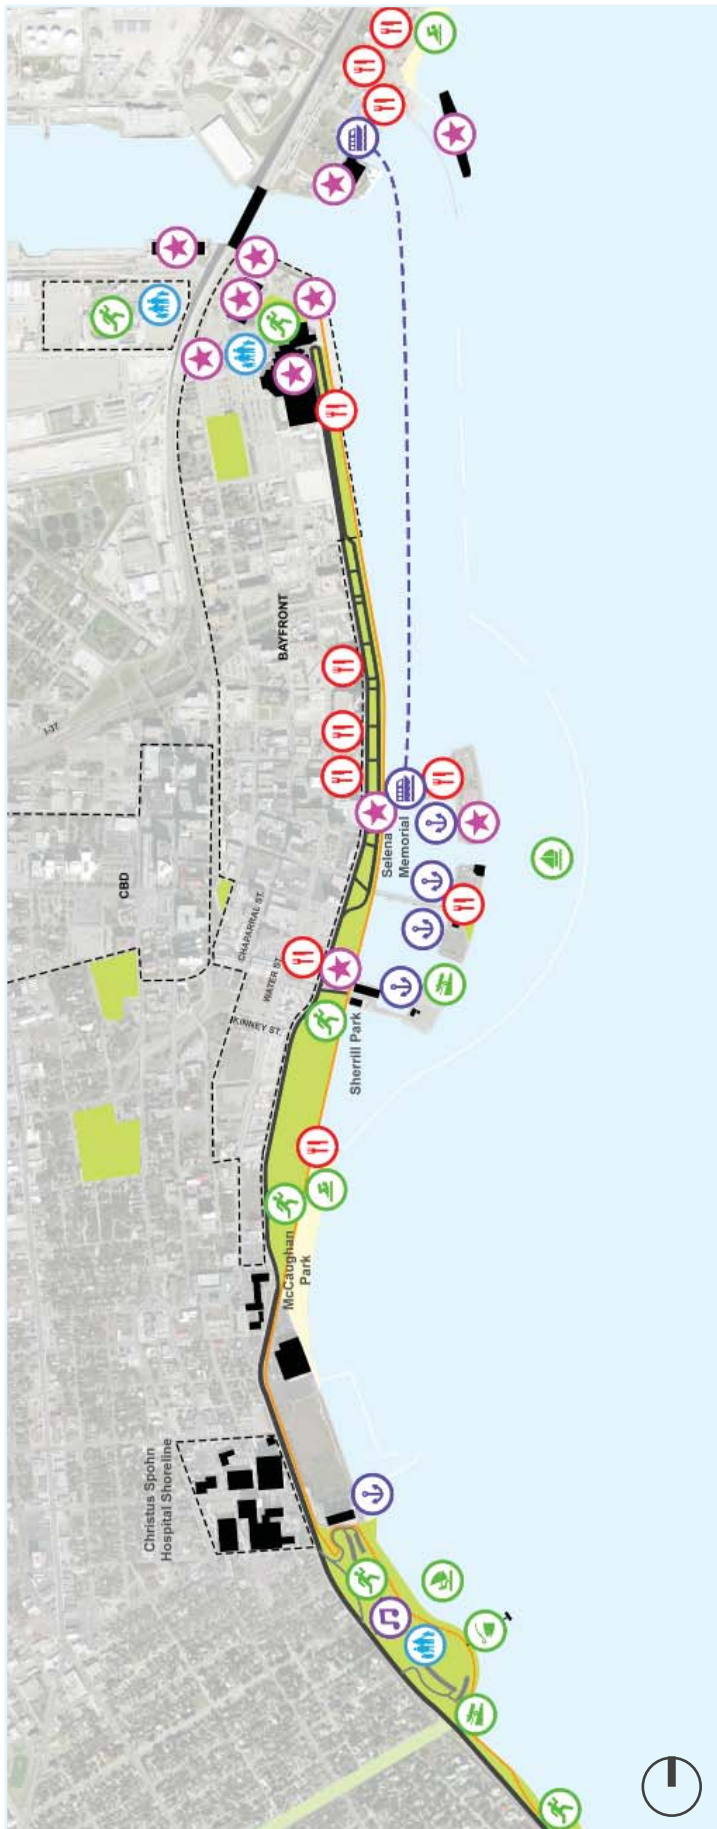 BAYFRONT
I-37
CBD
CHAPARRAL ST.
WATER ST.
KINNEY ST.
Selena
Memorial
Sherrill Park
McCaughan
Park
Christus Spohn
Hospital Shoreline